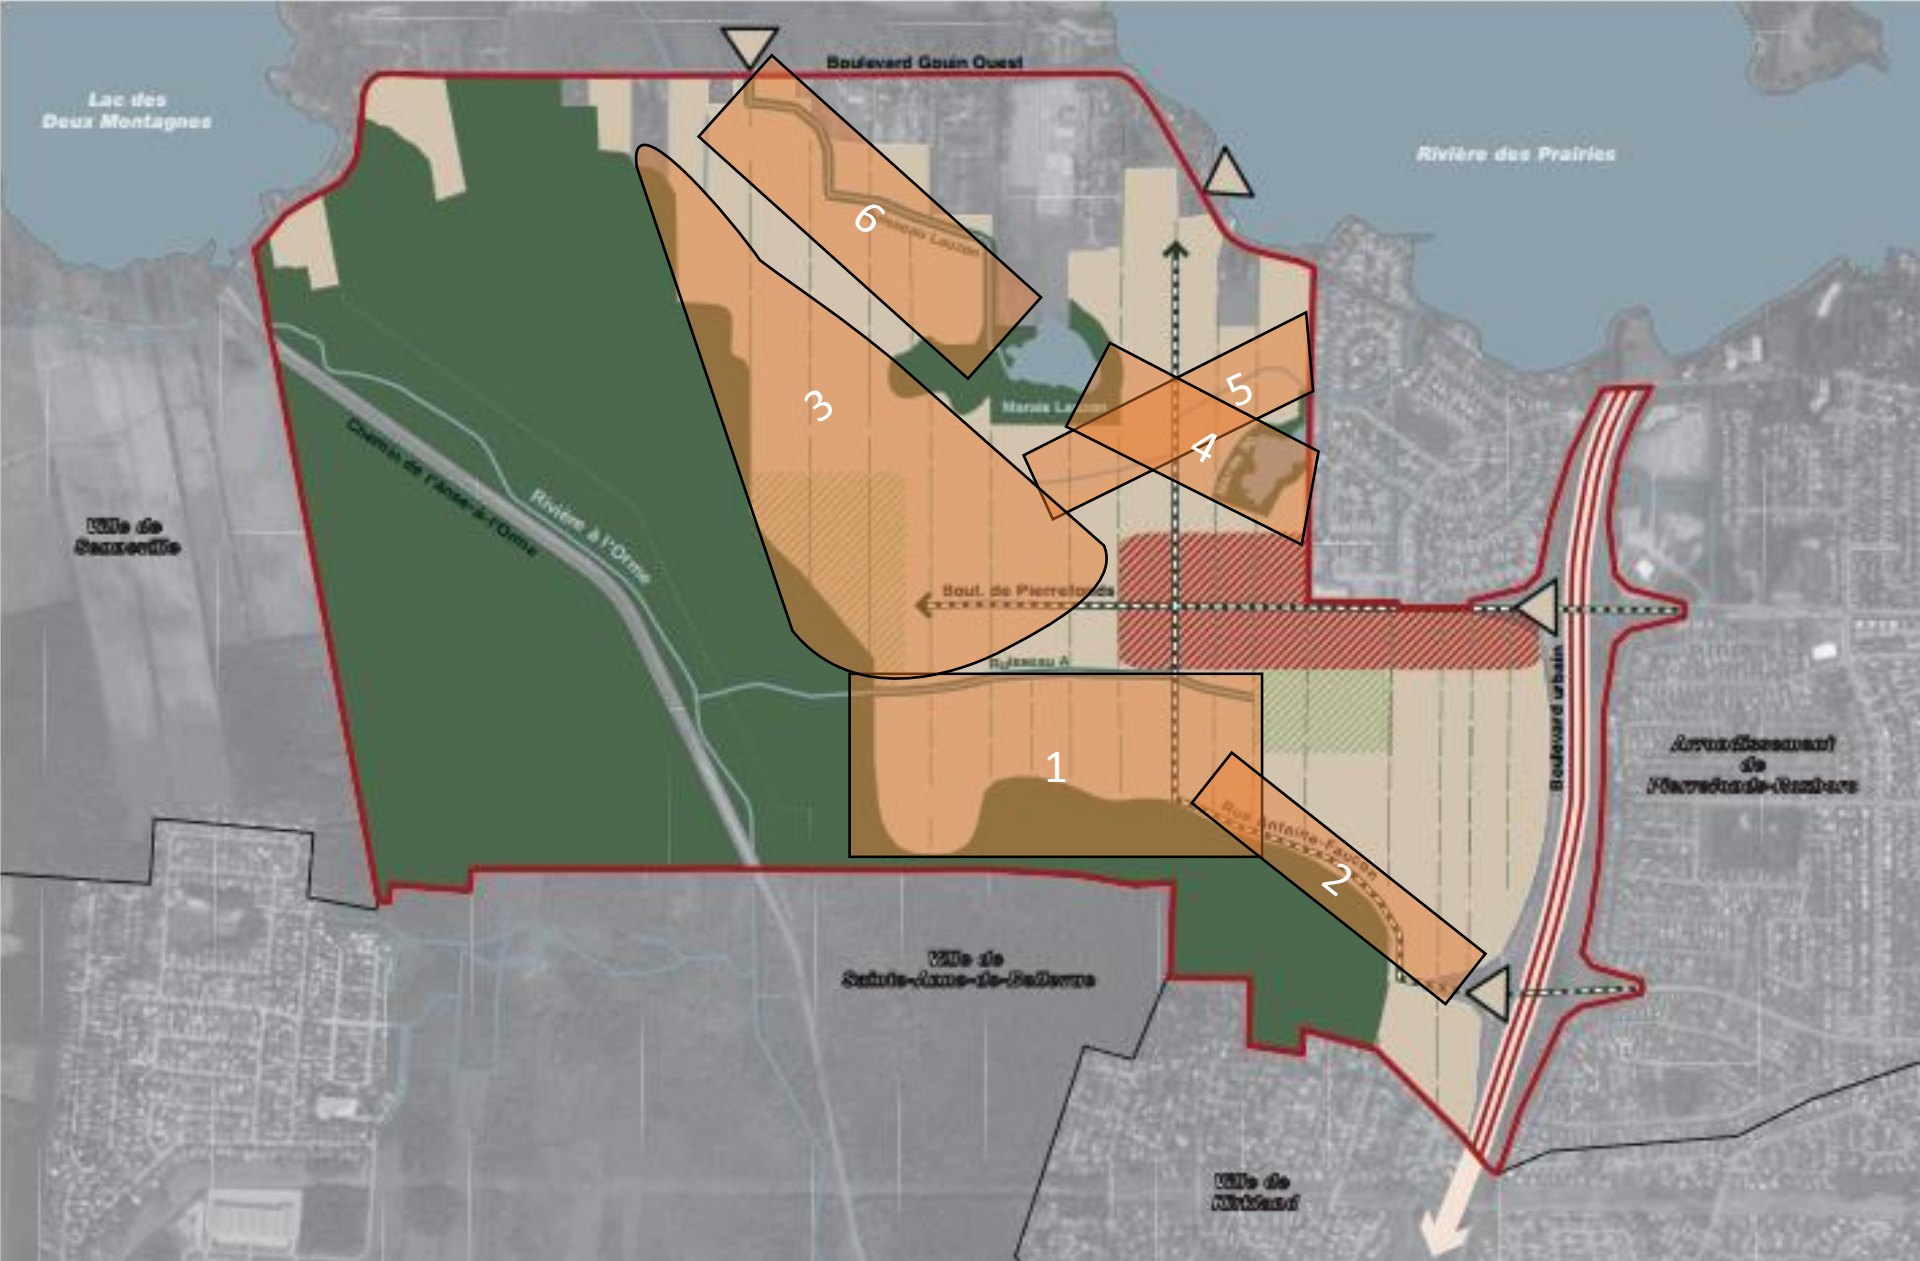 Boulevard Gouin Ouest
Lac des
Deux Montagnes
Rivière des Prairies
6
Ruisseau Lauzon
3
5
Marais Lauzon
4
Chemin de l'Anse-à-l'Orme
Rivière à l'Orme
Ville de
Senneville
Boul. de Pierrefonds
Ruisseau A
Boulevard urbain
1
Arrondissement
de
Pierrefonds-Roxboro
Rue Antoine-Faucon
2
Ville de
Sainte-Anne-de-Bellevue
Ville de
Kirkland